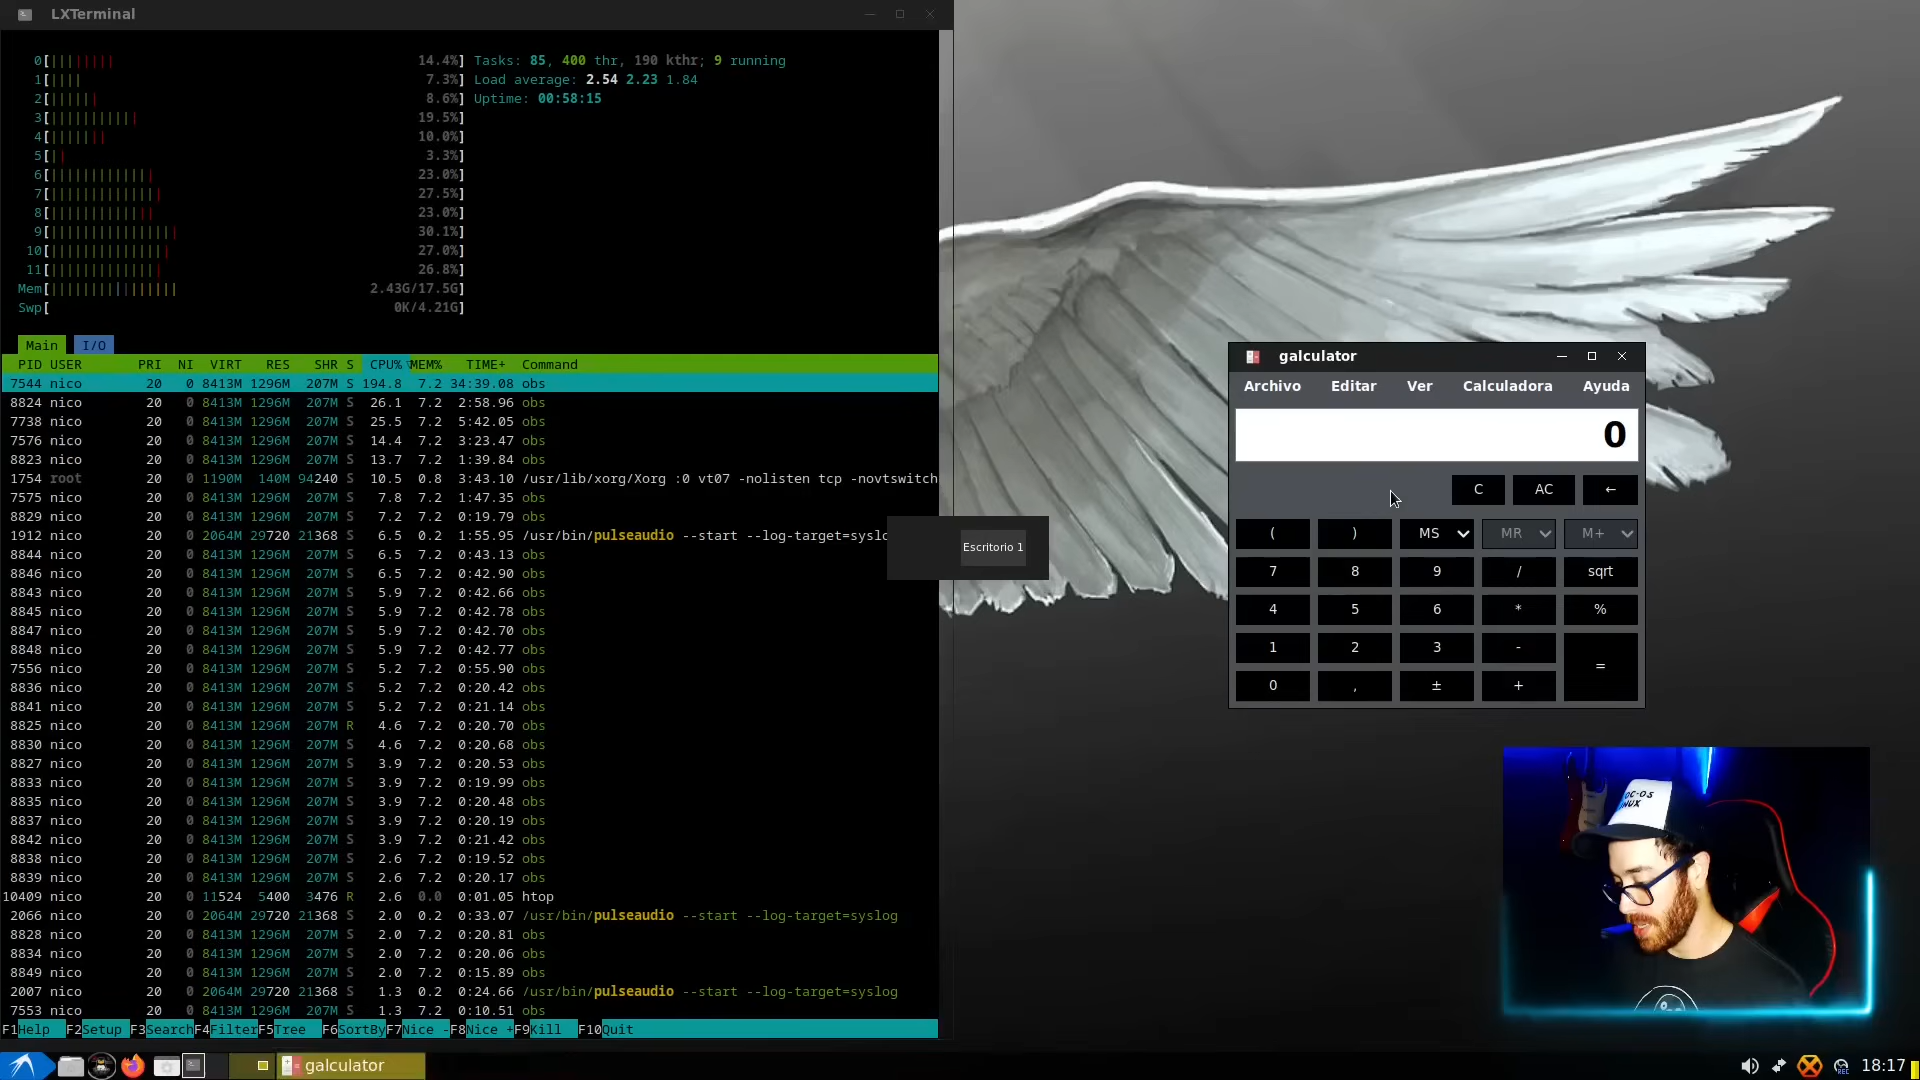 LXTerminal
0[||||||||| 14.4%] Tasks: 85, 400 thr, 190 kthr; 9 running
1[|||| 7.3%] Load average: 2.54 2.23 1.84
2[|||||| 8.6%] Uptime: 00:58:15
3[||||||||||| 19.5%]
4[||||||| 10.0%]
5[|| 3.3%]
6[||||||||||||| 23.0%]
7[|||||||||||||| 27.5%]
8[||||||||||||| 23.0%]
9[|||||||||||||||| 30.1%]
10[||||||||||||||| 27.0%]
11[|||||||||||||| 26.8%]
Mem[|||||||||||||||| 2.43G/17.5G]
Swp[ 0K/4.21G]
Main I/O
PID USER PRI NI VIRT RES SHR S CPU%▽MEM% TIME+ Command
7544 nico 20 0 8413M 1296M 207M S 194.8 7.2 34:39.08 obs
8824 nico 20 0 8413M 1296M 207M S 26.1 7.2 2:58.96 obs
7738 nico 20 0 8413M 1296M 207M S 25.5 7.2 5:42.05 obs
7576 nico 20 0 8413M 1296M 207M S 14.4 7.2 3:23.47 obs
8823 nico 20 0 8413M 1296M 207M S 13.7 7.2 1:39.84 obs
1754 root 20 0 1190M 140M 94240 S 10.5 0.8 3:43.10 /usr/lib/xorg/Xorg :0 vt07 -nolisten tcp -novtswitch
7575 nico 20 0 8413M 1296M 207M S 7.8 7.2 1:47.35 obs
8829 nico 20 0 8413M 1296M 207M S 7.2 7.2 0:19.79 obs
1912 nico 20 0 2064M 29720 21368 S 6.5 0.2 1:55.95 /usr/bin/pulseaudio --start --log-target=syslo
8844 nico 20 0 8413M 1296M 207M S 6.5 7.2 0:43.13 obs
8846 nico 20 0 8413M 1296M 207M S 6.5 7.2 0:42.90 obs
8843 nico 20 0 8413M 1296M 207M S 5.9 7.2 0:42.66 obs
8845 nico 20 0 8413M 1296M 207M S 5.9 7.2 0:42.78 obs
8847 nico 20 0 8413M 1296M 207M S 5.9 7.2 0:42.70 obs
8848 nico 20 0 8413M 1296M 207M S 5.9 7.2 0:42.77 obs
7556 nico 20 0 8413M 1296M 207M S 5.2 7.2 0:55.90 obs
8836 nico 20 0 8413M 1296M 207M S 5.2 7.2 0:20.42 obs
8841 nico 20 0 8413M 1296M 207M S 5.2 7.2 0:21.14 obs
8825 nico 20 0 8413M 1296M 207M R 4.6 7.2 0:20.70 obs
8830 nico 20 0 8413M 1296M 207M S 4.6 7.2 0:20.68 obs
8827 nico 20 0 8413M 1296M 207M S 3.9 7.2 0:20.53 obs
8833 nico 20 0 8413M 1296M 207M S 3.9 7.2 0:19.99 obs
8835 nico 20 0 8413M 1296M 207M S 3.9 7.2 0:20.48 obs
8837 nico 20 0 8413M 1296M 207M S 3.9 7.2 0:20.19 obs
8842 nico 20 0 8413M 1296M 207M S 3.9 7.2 0:21.42 obs
8838 nico 20 0 8413M 1296M 207M S 2.6 7.2 0:19.52 obs
8839 nico 20 0 8413M 1296M 207M S 2.6 7.2 0:20.17 obs
10409 nico 20 0 11524 5400 3476 R 2.6 0.0 0:01.05 htop
2066 nico 20 0 2064M 29720 21368 S 2.0 0.2 0:33.07 /usr/bin/pulseaudio --start --log-target=syslog
8828 nico 20 0 8413M 1296M 207M S 2.0 7.2 0:20.81 obs
8834 nico 20 0 8413M 1296M 207M S 2.0 7.2 0:20.06 obs
8849 nico 20 0 8413M 1296M 207M S 2.0 7.2 0:15.89 obs
2007 nico 20 0 2064M 29720 21368 S 1.3 0.2 0:24.66 /usr/bin/pulseaudio --start --log-target=syslog
7553 nico 20 0 8413M 1296M 207M S 1.3 7.2 0:10.51 obs
F1Help F2Setup F3SearchF4FilterF5Tree F6SortByF7Nice -F8Nice +F9Kill F10Quit
Escritorio 1
galculator
Archivo Editar Ver Calculadora Ayuda
0
C AC ←
( ) MS MR M+
7 8 9 / sqrt
4 5 6 * %
1 2 3 - =
0 , ± +
OC-OS
LINUX
galculator
REC
18:17